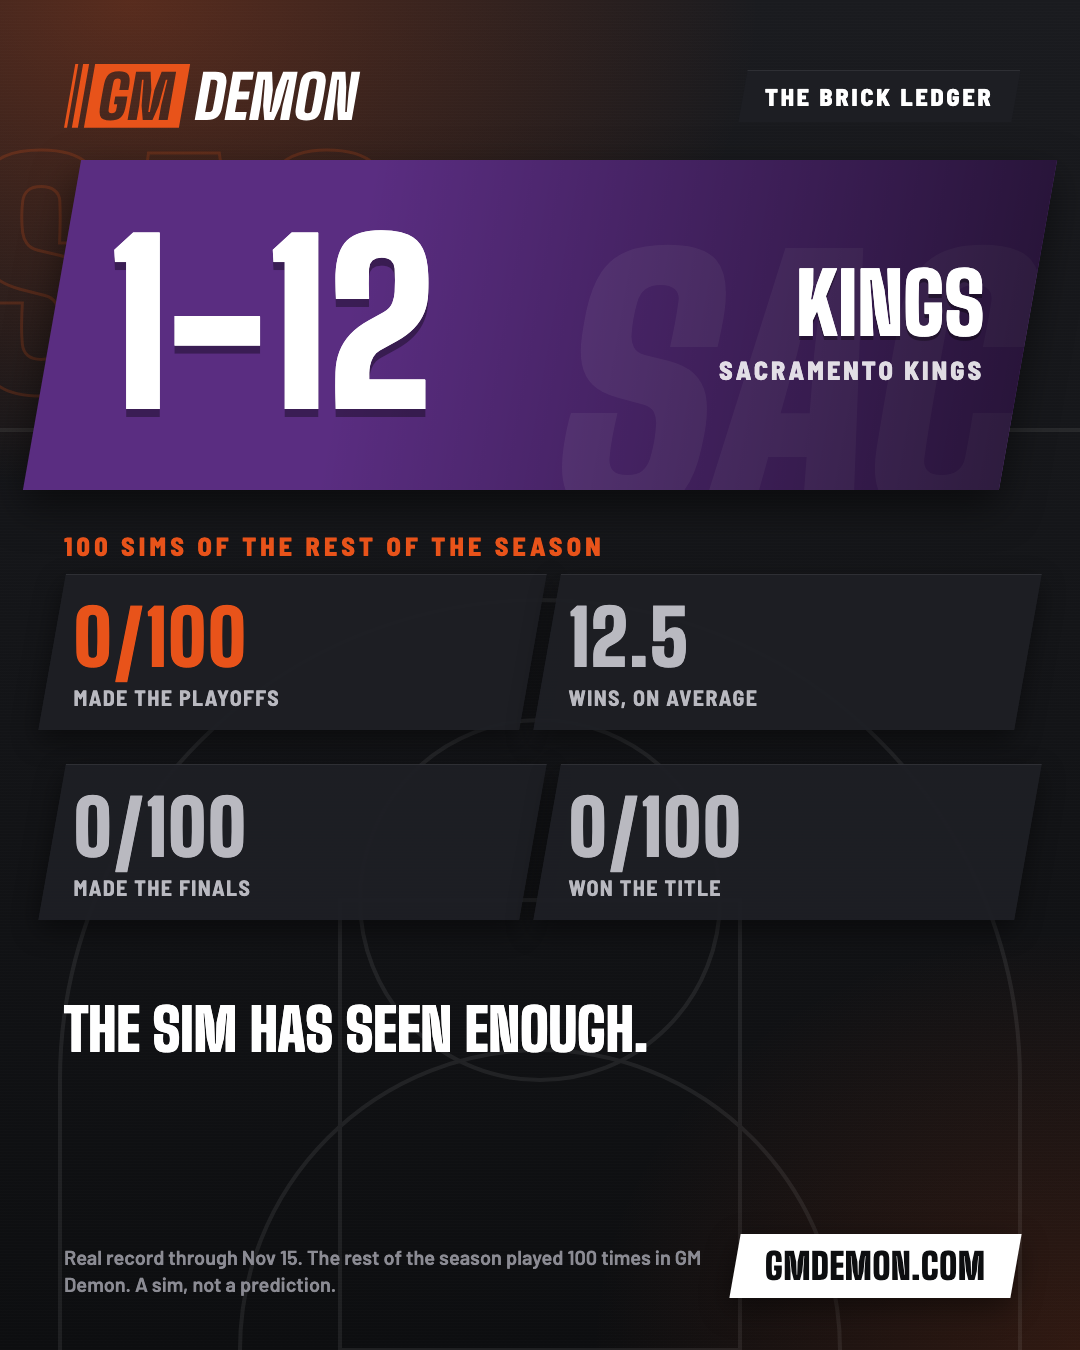 GM DEMON
THE BRICK LEDGER
SAC
1–12
KINGS
SACRAMENTO KINGS
100 SIMS OF THE REST OF THE SEASON
0/100
MADE THE PLAYOFFS
12.5
WINS, ON AVERAGE
0/100
MADE THE FINALS
0/100
WON THE TITLE
THE SIM HAS SEEN ENOUGH.
Real record through Nov 15. The rest of the season played 100 times in GM
Demon. A sim, not a prediction.
GMDEMON.COM